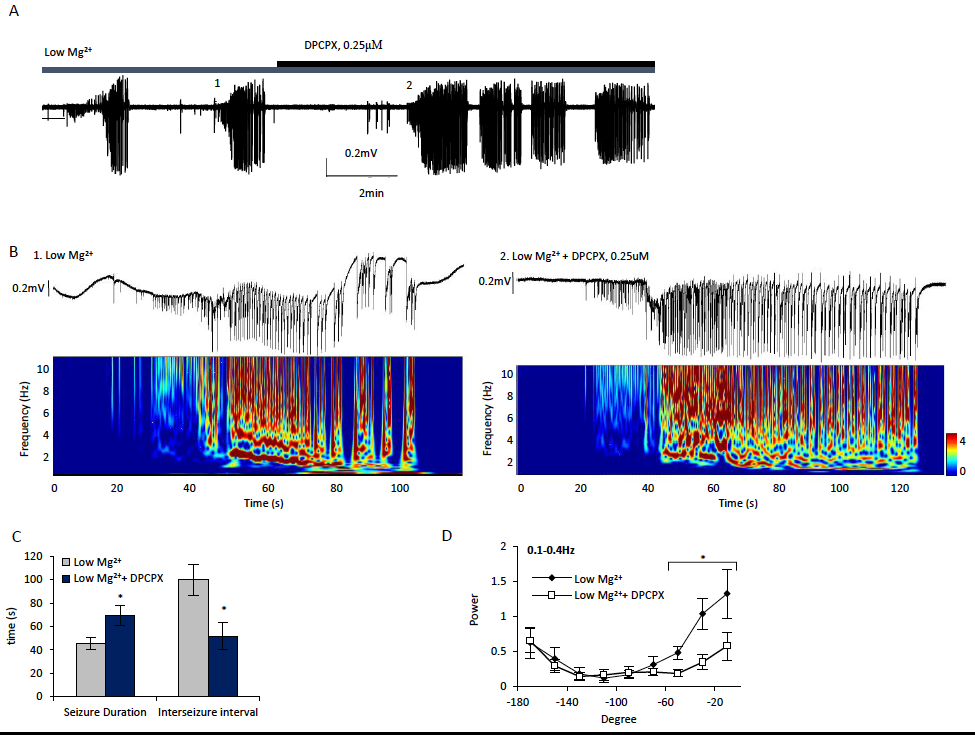 A
DPCPX, 0.25μM
Low Mg²⁺
1
2
0.2mV
2min
B
1. Low Mg²⁺
2. Low Mg²⁺ + DPCPX, 0.25uM
0.2mV
0.2mV
10
8
6
4
2
Frequency (Hz)
0 20 40 60 80 100
Time (s)
10
8
6
4
2
Frequency (Hz)
0 20 40 60 80 100 120
Time (s)
4
0
C
120
100
80
60
40
20
0
time (s)
Low Mg²⁺
Low Mg²⁺+ DPCPX
*
*
Seizure Duration Interseizure interval
D
2
1.5
1
0.5
0
Power
0.1-0.4Hz
*
Low Mg²⁺
Low Mg²⁺+ DPCPX
-180 -140 -100 -60 -20
Degree